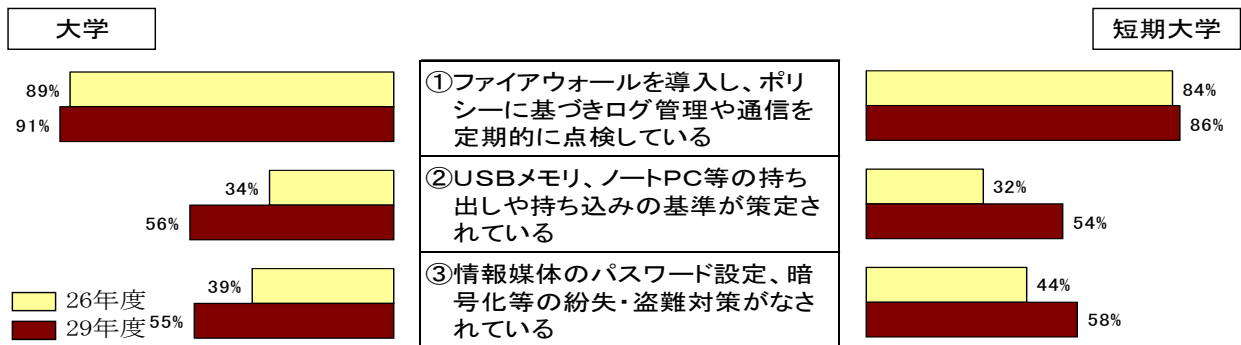 大学
短期大学
89%
91%
①ファイアウォールを導入し、ポリ
シーに基づきログ管理や通信を
定期的に点検している
84%
86%
34%
56%
②USBメモリ、ノートPC等の持ち
出しや持ち込みの基準が策定さ
れている
32%
54%
39%
55%
③情報媒体のパスワード設定、暗
号化等の紛失・盗難対策がなさ
れている
44%
58%
26年度
29年度